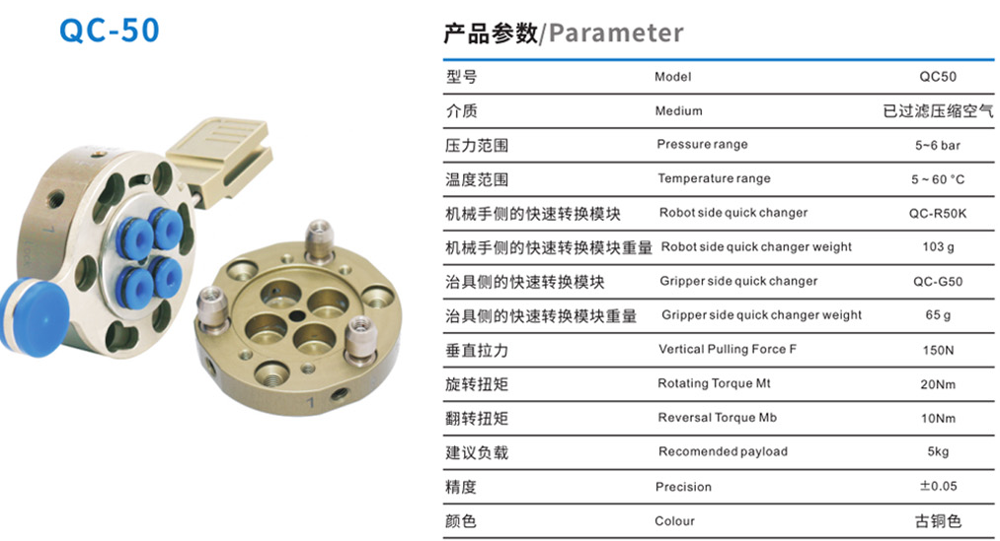 QC-50
产品参数/Parameter
型号 Model QC50
介质 Medium 已过滤压缩空气
压力范围 Pressure range 5~6 bar
温度范围 Temperature range 5 ~ 60 °C
机械手侧的快速转换模块 Robot side quick changer QC-R50K
机械手侧的快速转换模块重量 Robot side quick changer weight 103 g
治具侧的快速转换模块 Gripper side quick changer QC-G50
治具侧的快速转换模块重量 Gripper side quick changer weight 65 g
垂直拉力 Vertical Pulling Force F 150N
旋转扭矩 Rotating Torque Mt 20Nm
翻转扭矩 Reversal Torque Mb 10Nm
建议负载 Recomended payload 5kg
精度 Precision ±0.05
颜色 Colour 古铜色
1
1